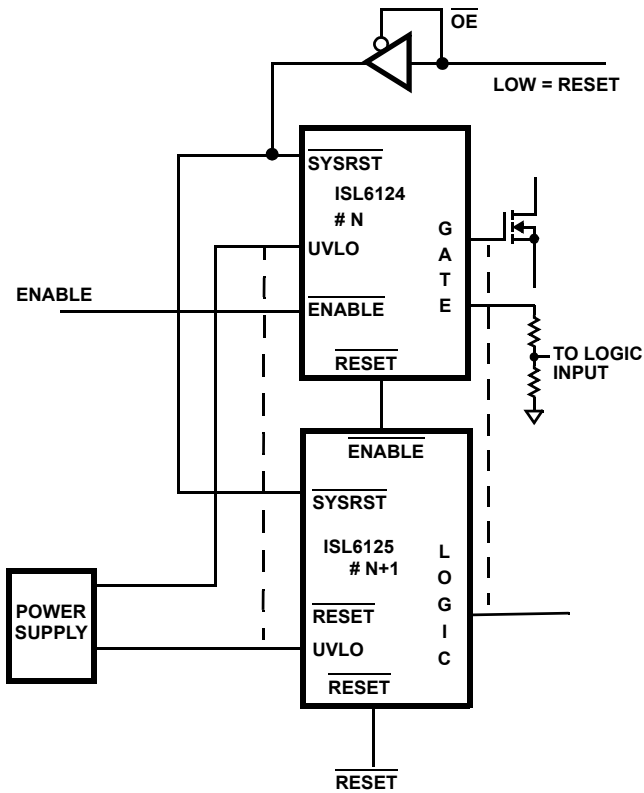 OE
LOW = RESET
SYSRST
ISL6124
# N
UVLO
ENABLE
ENABLE
RESET
G
A
T
E
TO LOGIC
INPUT
ENABLE
SYSRST
ISL6125
# N+1
RESET
UVLO
RESET
L
O
G
I
C
POWER
SUPPLY
RESET